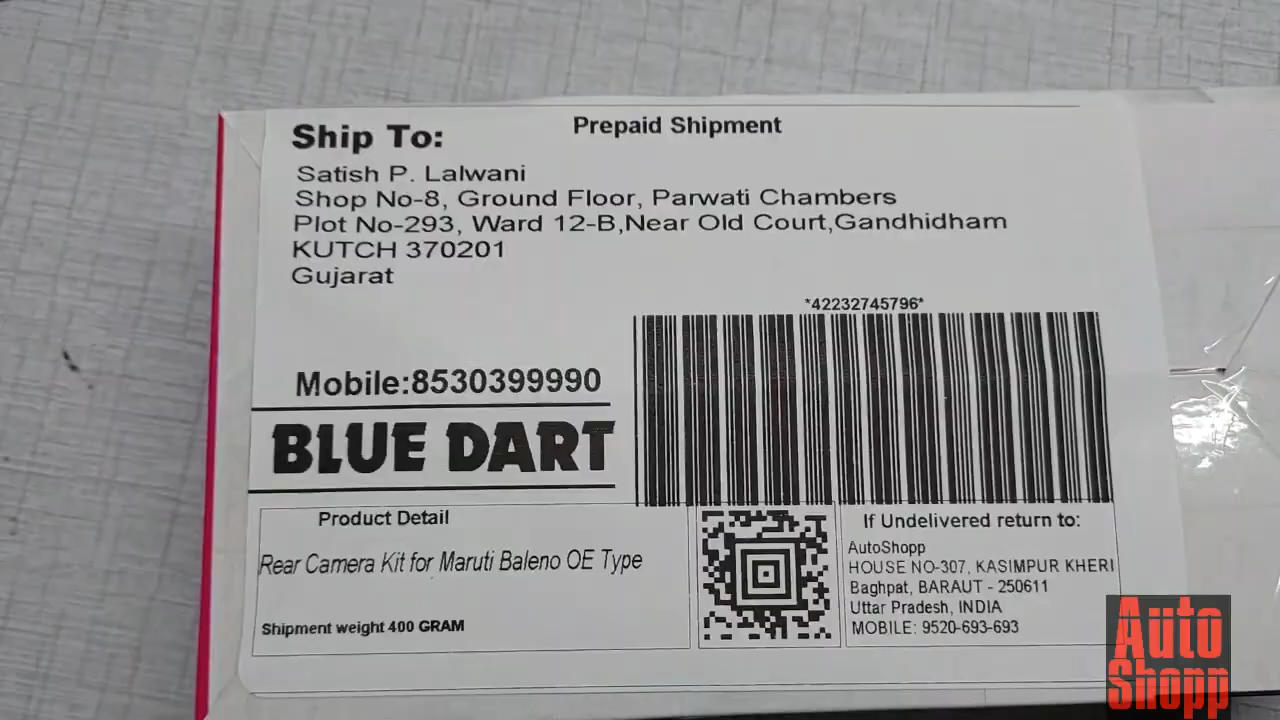 Ship To:
Prepaid Shipment
Satish P. Lalwani
Shop No-8, Ground Floor, Parwati Chambers
Plot No-293, Ward 12-B,Near Old Court,Gandhidham
KUTCH 370201
Gujarat
*42232745796*
Mobile:8530399990
BLUE DART
Product Detail
Rear Camera Kit for Maruti Baleno OE Type
Shipment weight 400 GRAM
If Undelivered return to:
AutoShopp
HOUSE NO-307, KASIMPUR KHERI
Baghpat, BARAUT - 250611
Uttar Pradesh, INDIA
MOBILE: 9520-693-693
Auto
Shopp